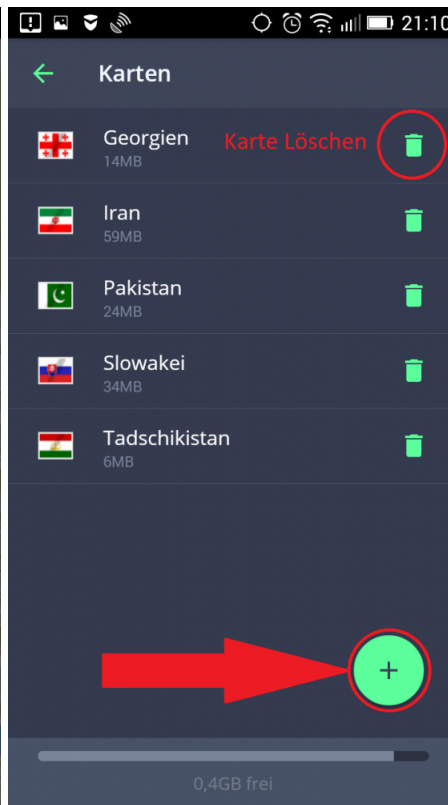 21:10
Karten
Georgien
Karte Löschen
14MB
Iran
59MB
Pakistan
24MB
Slowakei
34MB
Tadschikistan
6MB
+
0,4GB frei